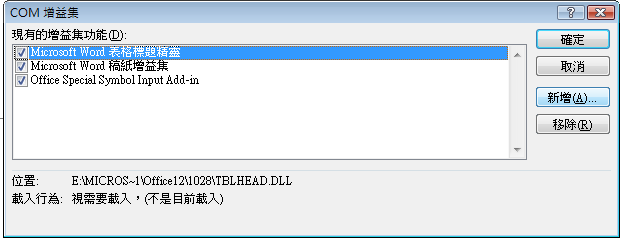 COM 增益集
現有的增益集功能(D):
Microsoft Word 表格標題精靈
Microsoft Word 稿紙增益集
Office Special Symbol Input Add-in
確定
取消
新增(A)...
移除(R)
位置: E:\MICROS~1\Office12\1028\TBLHEAD.DLL
載入行為: 視需要載入，(不是目前載入)